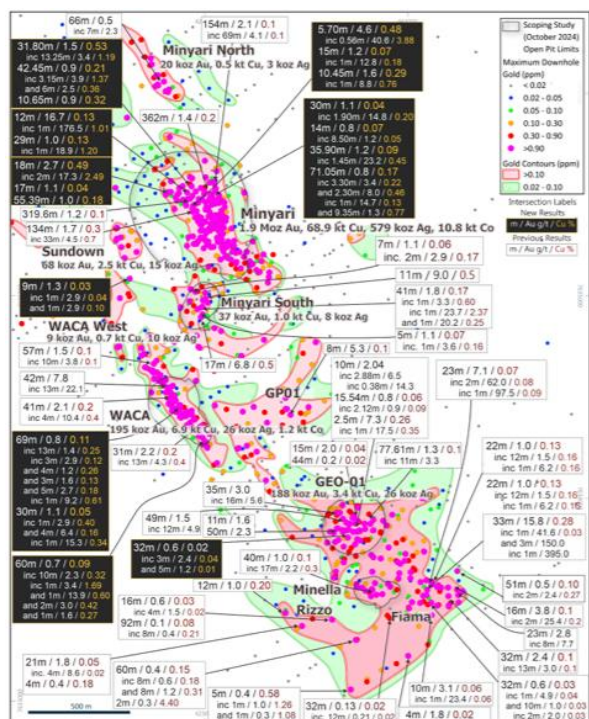 66m / 0.5
inc 7m / 2.3
154m / 2.1 / 0.1
inc 69m / 4.1 / 0.1
5.70m / 4.6 / 0.48
inc 0.56m / 40.6 / 3.88
15m / 1.2 / 0.07
inc 1m / 12.8 / 0.18
10.45m / 1.6 / 0.29
inc 1m / 8.8 / 0.76
Scoping Study
(October 2024)
Open Pit Limits
Maximum Downhole
Gold (ppm)
< 0.02
0.02 - 0.05
0.05 - 0.10
0.10 - 0.30
0.30 - 0.90
>0.90
Gold Contours (ppm)
>0.10
0.02 - 0.10
Intersection Labels
New Results
m / Au g/t / Cu %
Previous Results
m / Au g/t / Cu %
31.80m / 1.5 / 0.53
inc 13.25m / 3.4 / 1.19
42.45m / 0.9 / 0.21
inc 3.15m / 3.9 / 1.37
and 6m / 2.5 / 0.36
10.65m / 0.9 / 0.32
Minyari North
20 koz Au, 0.5 kt Cu, 3 koz Ag
362m / 1.4 / 0.2
12m / 16.7 / 0.13
inc 1m / 176.5 / 1.01
29m / 1.0 / 0.13
inc 1m / 18.9 / 1.20
30m / 1.1 / 0.04
inc 1.90m / 14.8 / 0.20
14m / 0.8 / 0.07
inc 8.50m / 1.2 / 0.05
35.90m / 1.2 / 0.09
inc 1.45m / 23.2 / 0.45
71.05m / 0.8 / 0.17
inc 3.30m / 3.4 / 0.22
and 2.30m / 8.0 / 0.46
inc 1m / 14.7 / 0.13
and 9.35m / 1.3 / 0.77
18m / 2.7 / 0.49
inc 2m / 17.3 / 2.49
17m / 1.1 / 0.04
55.39m / 1.0 / 0.18
319.6m / 1.2 / 0.1
134m / 1.7 / 0.3
inc 33m / 4.5 / 0.7
Minyari
1.9 Moz Au, 68.9 kt Cu, 579 koz Ag, 10.8 kt Co
Sundown
68 koz Au, 2.5 kt Cu, 15 koz Ag
7m / 1.1 / 0.06
inc. 2m / 2.9 / 0.17
11m / 9.0 / 0.5
9m / 1.3 / 0.03
inc 1m / 2.9 / 0.04
and 1m / 2.9 / 0.10
Minyari South
37 koz Au, 1.0 kt Cu, 8 koz Ag
41m / 1.8 / 0.17
inc 1m / 3.3 / 0.60
inc 1m / 23.7 / 2.37
and 1m / 20.2 / 0.25
WACA West
9 koz Au, 0.7 kt Cu, 10 koz Ag
5m / 1.1 / 0.07
inc. 1m / 3.6 / 0.16
57m / 1.5 / 0.1
inc 10m / 3.8 / 0.1
17m / 6.8 / 0.5
8m / 5.3 / 0.1
42m / 7.8
inc 13m / 22.1
10m / 2.04
inc 2.88m / 6.5
inc 0.38m / 14.3
23m / 7.1 / 0.07
inc 2m / 62.0 / 0.08
inc 1m / 97.5 / 0.09
41m / 2.1 / 0.2
inc 4m / 10.4 / 0.4
GP01
15.54m / 0.8 / 0.06
inc 2.12m / 0.9 / 0.09
2.5m / 7.3 / 0.26
inc 1m / 17.5 / 0.35
WACA
195 koz Au, 6.9 kt Cu, 26 koz Ag, 1.2 kt Co
69m / 0.8 / 0.11
inc 13m / 1.4 / 0.25
inc 3m / 2.9 / 0.12
and 4m / 1.2 / 0.26
and 3m / 1.6 / 0.13
and 5m / 2.7 / 0.18
inc 1m / 9.2 / 0.61
30m / 1.1 / 0.05
inc 1m / 2.9 / 0.40
and 4m / 6.4 / 0.16
inc 1m / 15.3 / 0.34
31m / 2.2 / 0.2
inc 13m / 4.3 / 0.4
15m / 2.0 / 0.04
44m / 0.2 / 0.02
77.61m / 1.3 / 0.1
inc 11m / 3.3
22m / 1.0 / 0.13
inc 12m / 1.5 / 0.16
inc 1m / 6.2 / 0.16
GEO-01
188 koz Au, 3.4 kt Cu, 26 koz Ag
22m / 1.0 / 0.13
inc 12m / 1.5 / 0.16
inc 1m / 6.2 / 0.16
35m / 3.0
inc 16m / 5.6
49m / 1.5
inc 12m / 4.9
11m / 1.6
50m / 2.3
33m / 15.8 / 0.28
inc 1m / 41.6 / 0.03
and 3m / 150.0
inc 1m / 395.0
60m / 0.7 / 0.09
inc 10m / 2.3 / 0.32
inc 1m / 3.4 / 1.69
and 1m / 13.9 / 0.60
and 2m / 3.0 / 0.42
and 1m / 1.6 / 0.27
32m / 0.6 / 0.02
inc 3m / 2.4 / 0.04
and 5m / 1.2 / 0.01
40m / 1.0 / 0.1
inc 17m / 2.2 / 0.3
12m / 1.0 / 0.20
Minella
51m / 0.5 / 0.10
inc 2m / 2.4 / 0.27
16m / 0.6 / 0.03
inc 4m / 1.5 / 0.02
92m / 0.1 / 0.08
inc 8m / 0.4 / 0.21
Rizzo
Fiama
16m / 3.8 / 0.1
inc 2m / 25.4 / 0.2
23m / 2.8
inc 8m / 7.7
21m / 1.8 / 0.05
inc 4m / 8.6 / 0.02
4m / 0.4 / 0.18
60m / 0.4 / 0.15
inc 8m / 0.6 / 0.18
and 8m / 1.2 / 0.31
2m / 0.3 / 4.40
32m / 2.4 / 0.1
inc 13m / 3.0 / 0.1
5m / 0.4 / 0.58
inc 1m / 1.0 / 1.26
and 1m / 0.3 / 1.08
32m / 0.13 / 0.02
inc 12m / 0.21 / 0.02
10m / 3.1 / 0.06
inc 1m / 23.4 / 0.06
4m / 1.8 / 0.02
32m / 0.6 / 0.03
inc 1m / 4.9 / 0.04
and 10m / 1.0 / 0.03
inc 2m / 2.0 / 0.03
500 m